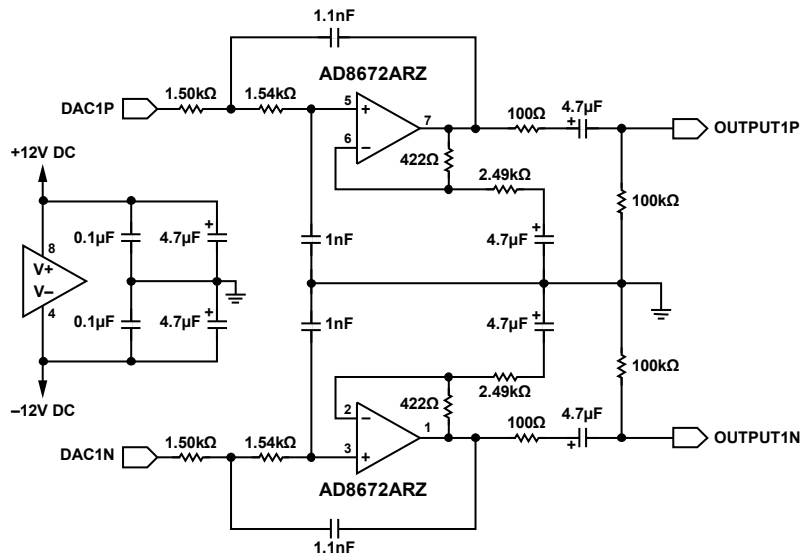 1.1nF
AD8672ARZ
1.50kΩ
1.54kΩ
DAC1P
5
+
7
6
–
100Ω
4.7µF
+
OUTPUT1P
422Ω
2.49kΩ
100kΩ
+12V DC
0.1µF
+
4.7µF
8
V+
V–
4
1nF
+
4.7µF
0.1µF
+
4.7µF
1nF
+
4.7µF
–12V DC
100kΩ
2.49kΩ
422Ω
2
–
1
3
+
100Ω
4.7µF
+
OUTPUT1N
DAC1N
1.50kΩ
1.54kΩ
AD8672ARZ
1.1nF